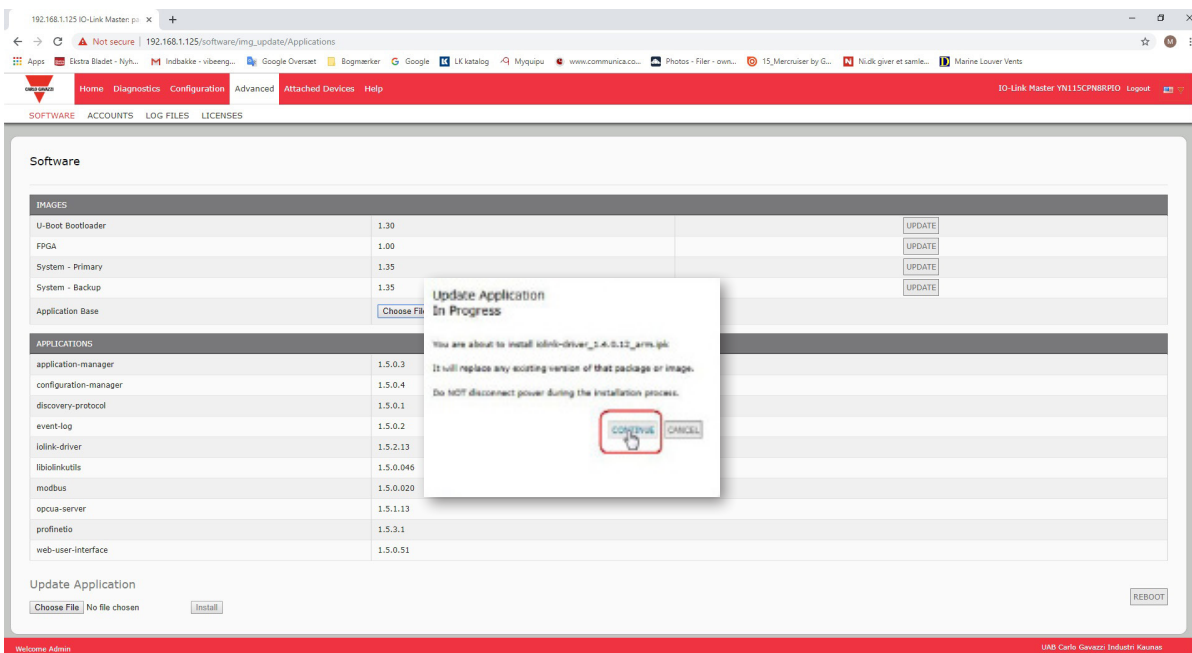 192.168.1.125 IO-Link Master: pa
Not secure | 192.168.1.125/software/img_update/Applications
Apps Ekstra Bladet - Nyh... Indbakke - vibeeng... Google Oversæt Bogmærker Google LK katalog Myquipu www.communica.co... Photos - Filer - own... 15_Mercruiser by G... Ni.dk giver et samle... Marine Louver Vents
CARLO GAVAZZI Home Diagnostics Configuration Advanced Attached Devices Help IO-Link Master YN115CPN8RPIO Logout
SOFTWARE ACCOUNTS LOG FILES LICENSES
Software
IMAGES
U-Boot Bootloader 1.30 UPDATE
FPGA 1.00 UPDATE
System - Primary 1.35 UPDATE
System - Backup 1.35 UPDATE
Application Base Choose Fil
Update Application
In Progress
You are about to install iolink-driver_1.4.0.12_arm.ipk
It will replace any existing version of that package or image.
Do NOT disconnect power during the installation process.
CONTINUE CANCEL
APPLICATIONS
application-manager 1.5.0.3
configuration-manager 1.5.0.4
discovery-protocol 1.5.0.1
event-log 1.5.0.2
iolink-driver 1.5.2.13
libiolinkutils 1.5.0.046
modbus 1.5.0.020
opcua-server 1.5.1.13
profinetio 1.5.3.1
web-user-interface 1.5.0.51
Update Application
Choose File No file chosen Install REBOOT
Welcome Admin UAB Carlo Gavazzi Industri Kaunas